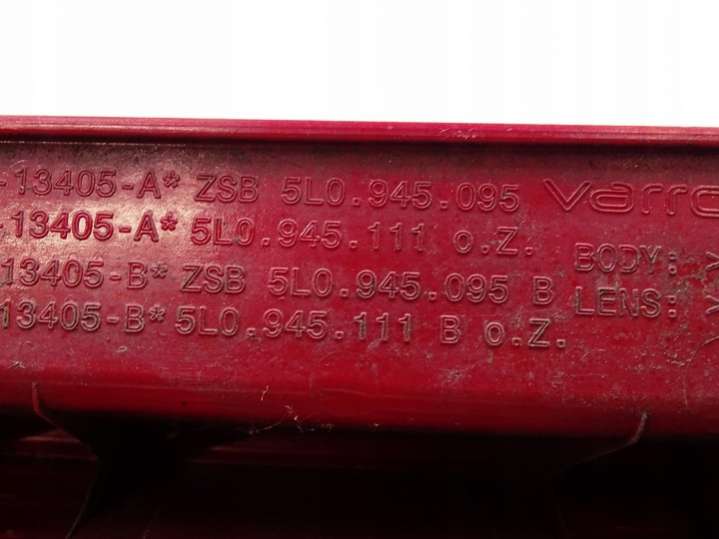 -13405-A* ZSB 5L0.945.095
-13405-A* 5L0.945.111 o.Z.
13405-B* ZSB 5L0.945.095 B
13405-B* 5L0.945.111 B o.Z.
BODY:
LENS: